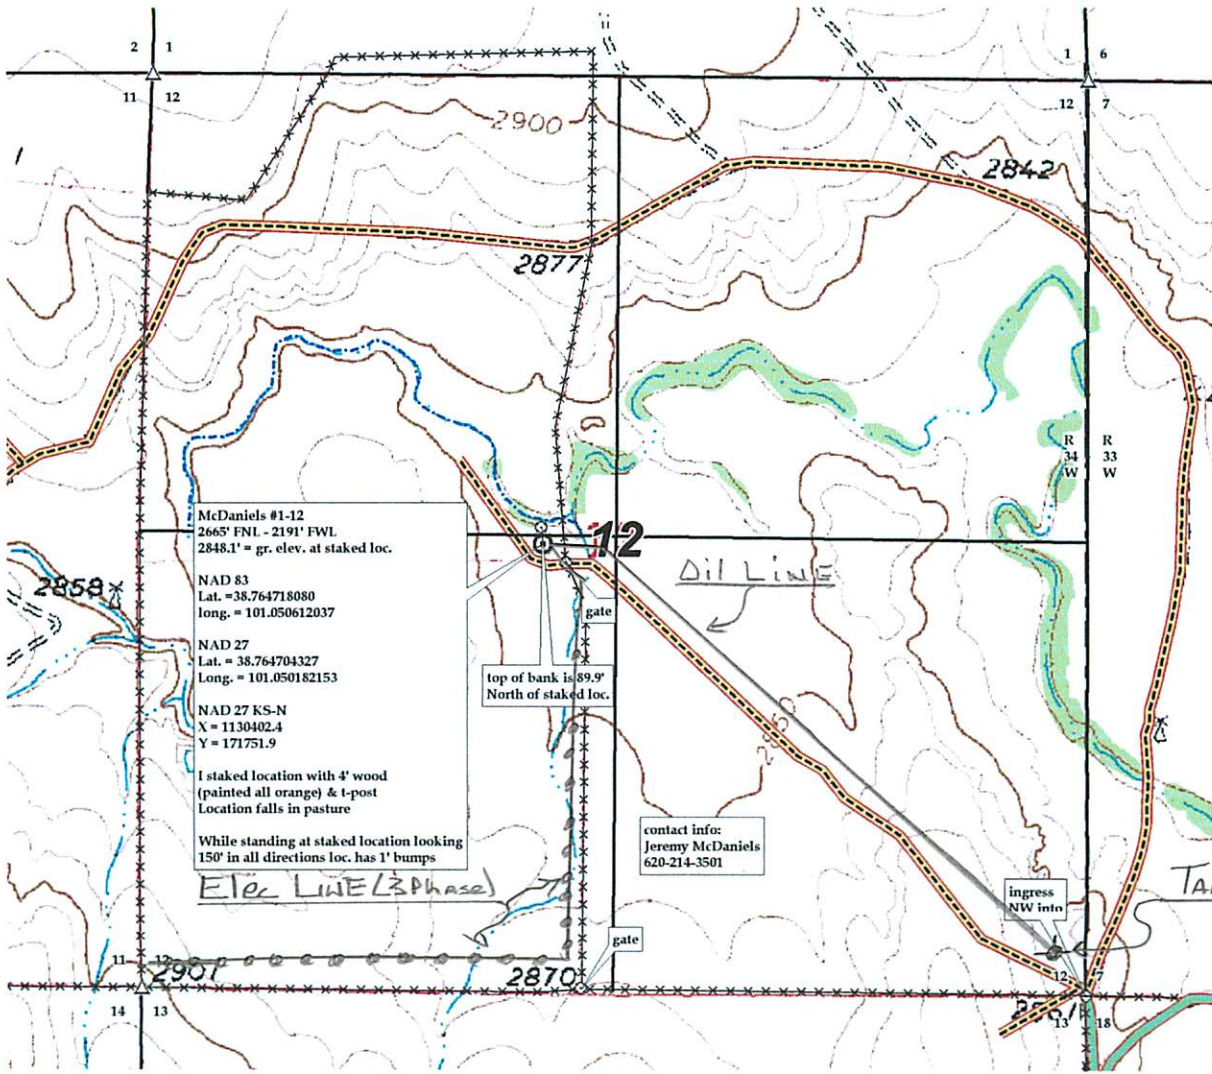 2 1
1 6
11 12
12 7
2900
1
2842
2877
R R
34 33
W W
McDaniels #1-12
2665' FNL - 2191' FWL
2848.1' = gr. elev. at staked loc.
NAD 83
Lat. =38.764718080
long. = 101.050612037
NAD 27
Lat. = 38.764704327
Long. = 101.050182153
NAD 27 KS-N
X = 1130402.4
Y = 171751.9
I staked location with 4' wood
(painted all orange) & t-post
Location falls in pasture
While standing at staked location looking
150' in all directions loc. has 1' bumps
12
Oil Line
2858
gate
top of bank is 89.9'
North of staked loc.
2860
contact info:
Jeremy McDaniels
620-214-3501
Elec Line (3 Phase)
ingress
NW into
gate
11 12
2901
2870
12 7
14 13
13 18